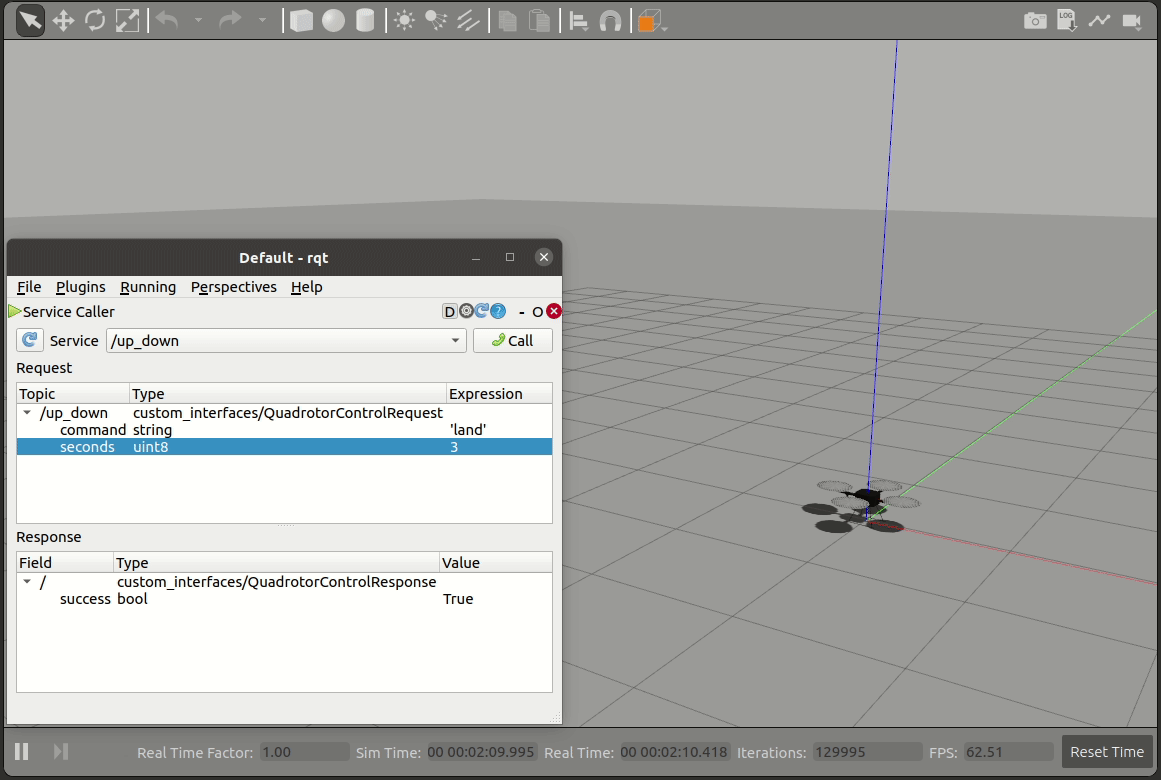 LOG
Default - rqt
File Plugins Running Perspectives Help
Service Caller D ? - O
Service /up_down Call
Request
Topic Type Expression
/up_down custom_interfaces/QuadrotorControlRequest
command string 'land'
seconds uint8 3
Response
Field Type Value
/ custom_interfaces/QuadrotorControlResponse
success bool True
Real Time Factor: 1.00 Sim Time: 00 00:02:09.995 Real Time: 00 00:02:10.418 Iterations: 129995 FPS: 62.51 Reset Time